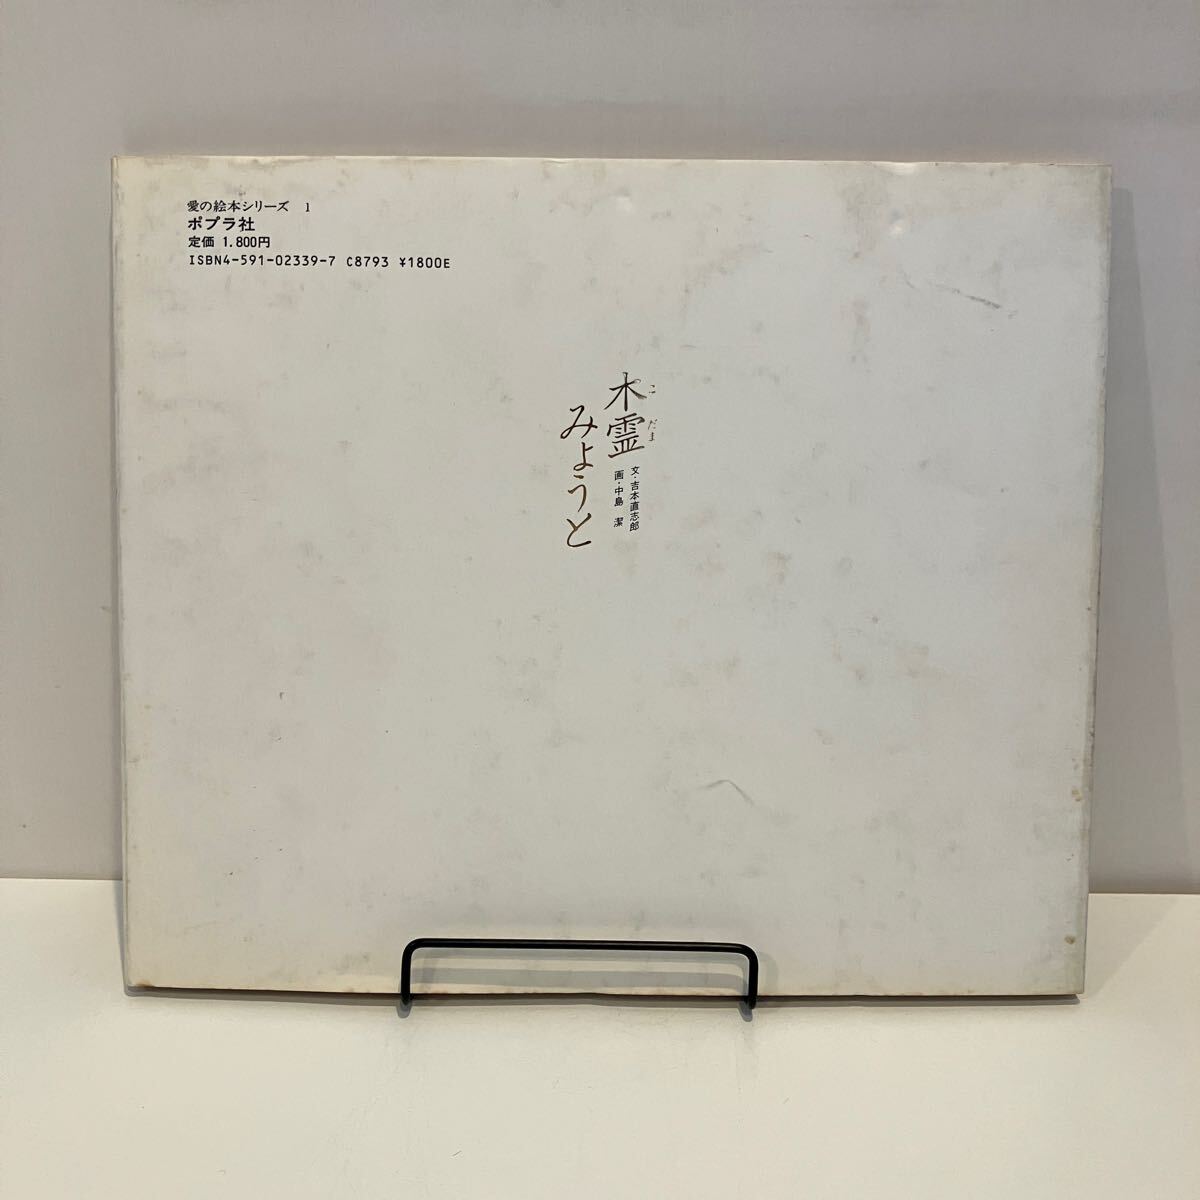 愛の絵本シリーズ 1
ポプラ社
定価 1.800円
ISBN4-591-02339-7 C8793 ¥1800E
木霊
こだま
みようと
文・吉本直志郎
画・中島 潔